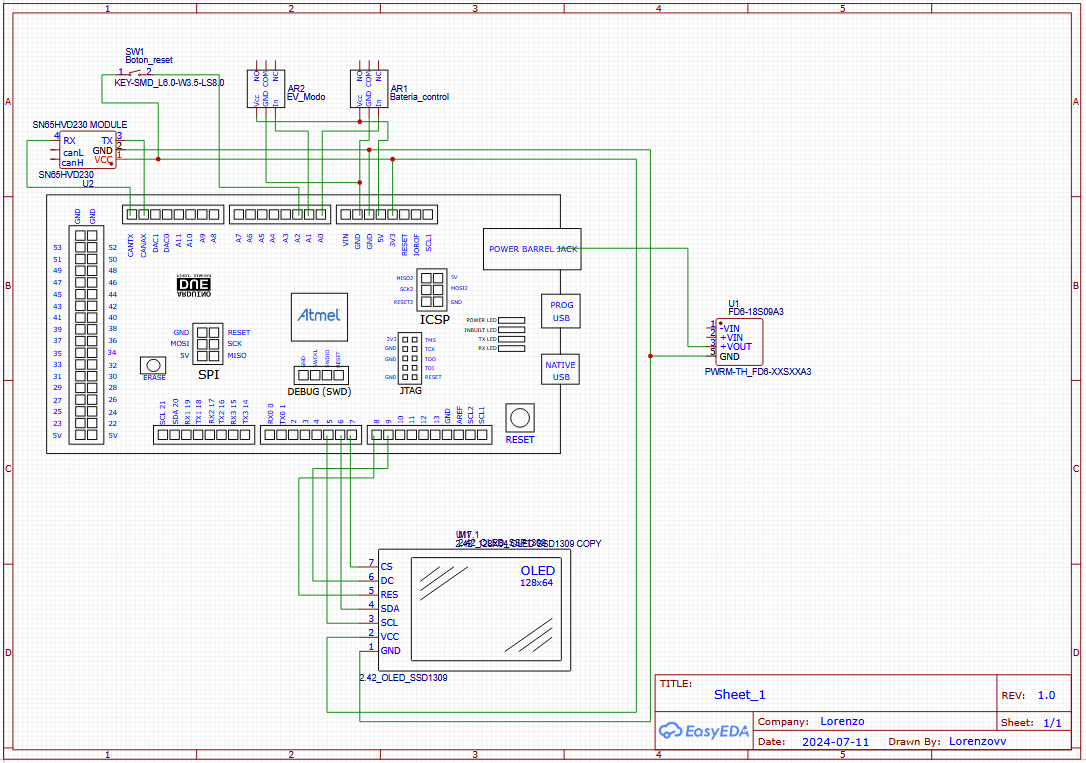 1 2 3 4 5
SW1
Boton_reset
1 2
KEY-SMD_L6.0-W3.5-LS8.0
NO COM NC
Vcc GND In
AR2
EV_Modo
NO COM NC
Vcc GND In
AR1
Bateria_control
A A
SN65HVD230 MODULE
4 RX TX 3
canL GND 2
canH VCC 1
SN65HVD230
U2
GND GND
CANTX CANAX DAC1 DAC0 A11 A10 A9 A8
A7 A6 A5 A4 A3 A2 A1 A0
VIN GND GND 5V 3V3 RESET IOROF SCL1
53 52
51 50
49 48
47 46
45 44
43 42
41 40
39 38
37 36
35 34
33 32
31 30
29 28
27 26
25 24
23 22
5V 5V
DUE
ARDUINO
POWER BARREL JACK
MISO2 5V
SCK2 MOSI2
RESET2 GND
ICSP
B B
PROG
USB
POWER LED
INBUILT LED
TX LED
RX LED
Atmel
GND RESET
MOSI SCK
5V MISO
SPI
ERASE
3V3 TMS
GND TCK
GND TDO
TDI
GND RESET
JTAG
GND SWCLK SWDIO RESET
DEBUG (SWD)
NATIVE
USB
U1
FD6-18S09A3
1 -VIN
2 +VIN
3 +VOUT
5 GND
PWRM-TH_FD6-XXSXXA3
SCL 21 SDA 20 RX1 19 TX1 18 RX2 17 TX2 16 RX3 15 TX3 14
RX0 0 TX0 1 2 3 4 5 6 7
8 9 10 11 12 13 GND AREF SCL2 SCL1
RESET
C C
SSD1309 COPY
7 CS
6 DC
5 RES
4 SDA
3 SCL
2 VCC
1 GND
OLED
128x64
2.42_OLED_SSD1309
D D
TITLE:
Sheet_1
REV: 1.0
EasyEDA
Company: Lorenzo
Sheet: 1/1
Date: 2024-07-11 Drawn By: Lorenzovv
1 2 3 4 5